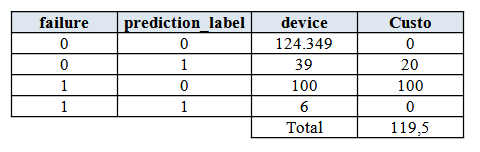 failure prediction_label device Custo
0 0 124.349 0
0 1 39 20
1 0 100 100
1 1 6 0
Total 119,5